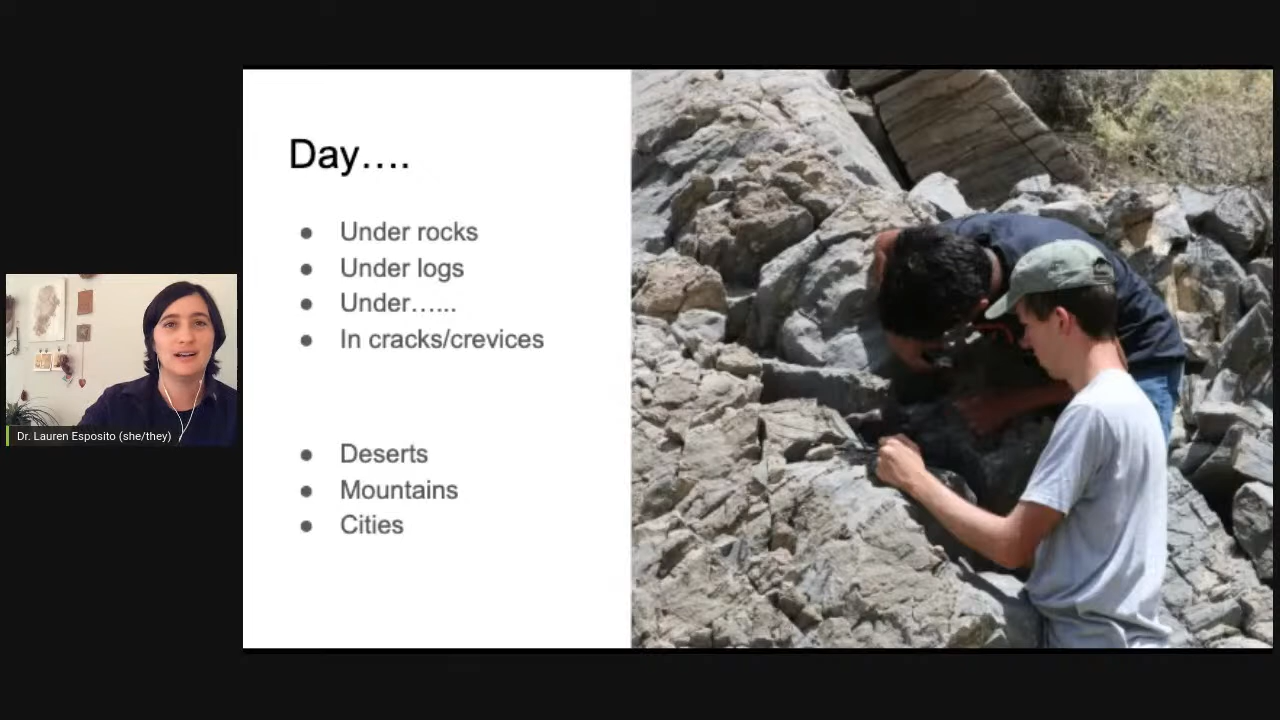 Day….
● Under rocks
● Under logs
● Under…...
● In cracks/crevices
● Deserts
● Mountains
● Cities
Dr. Lauren Esposito (she/they)